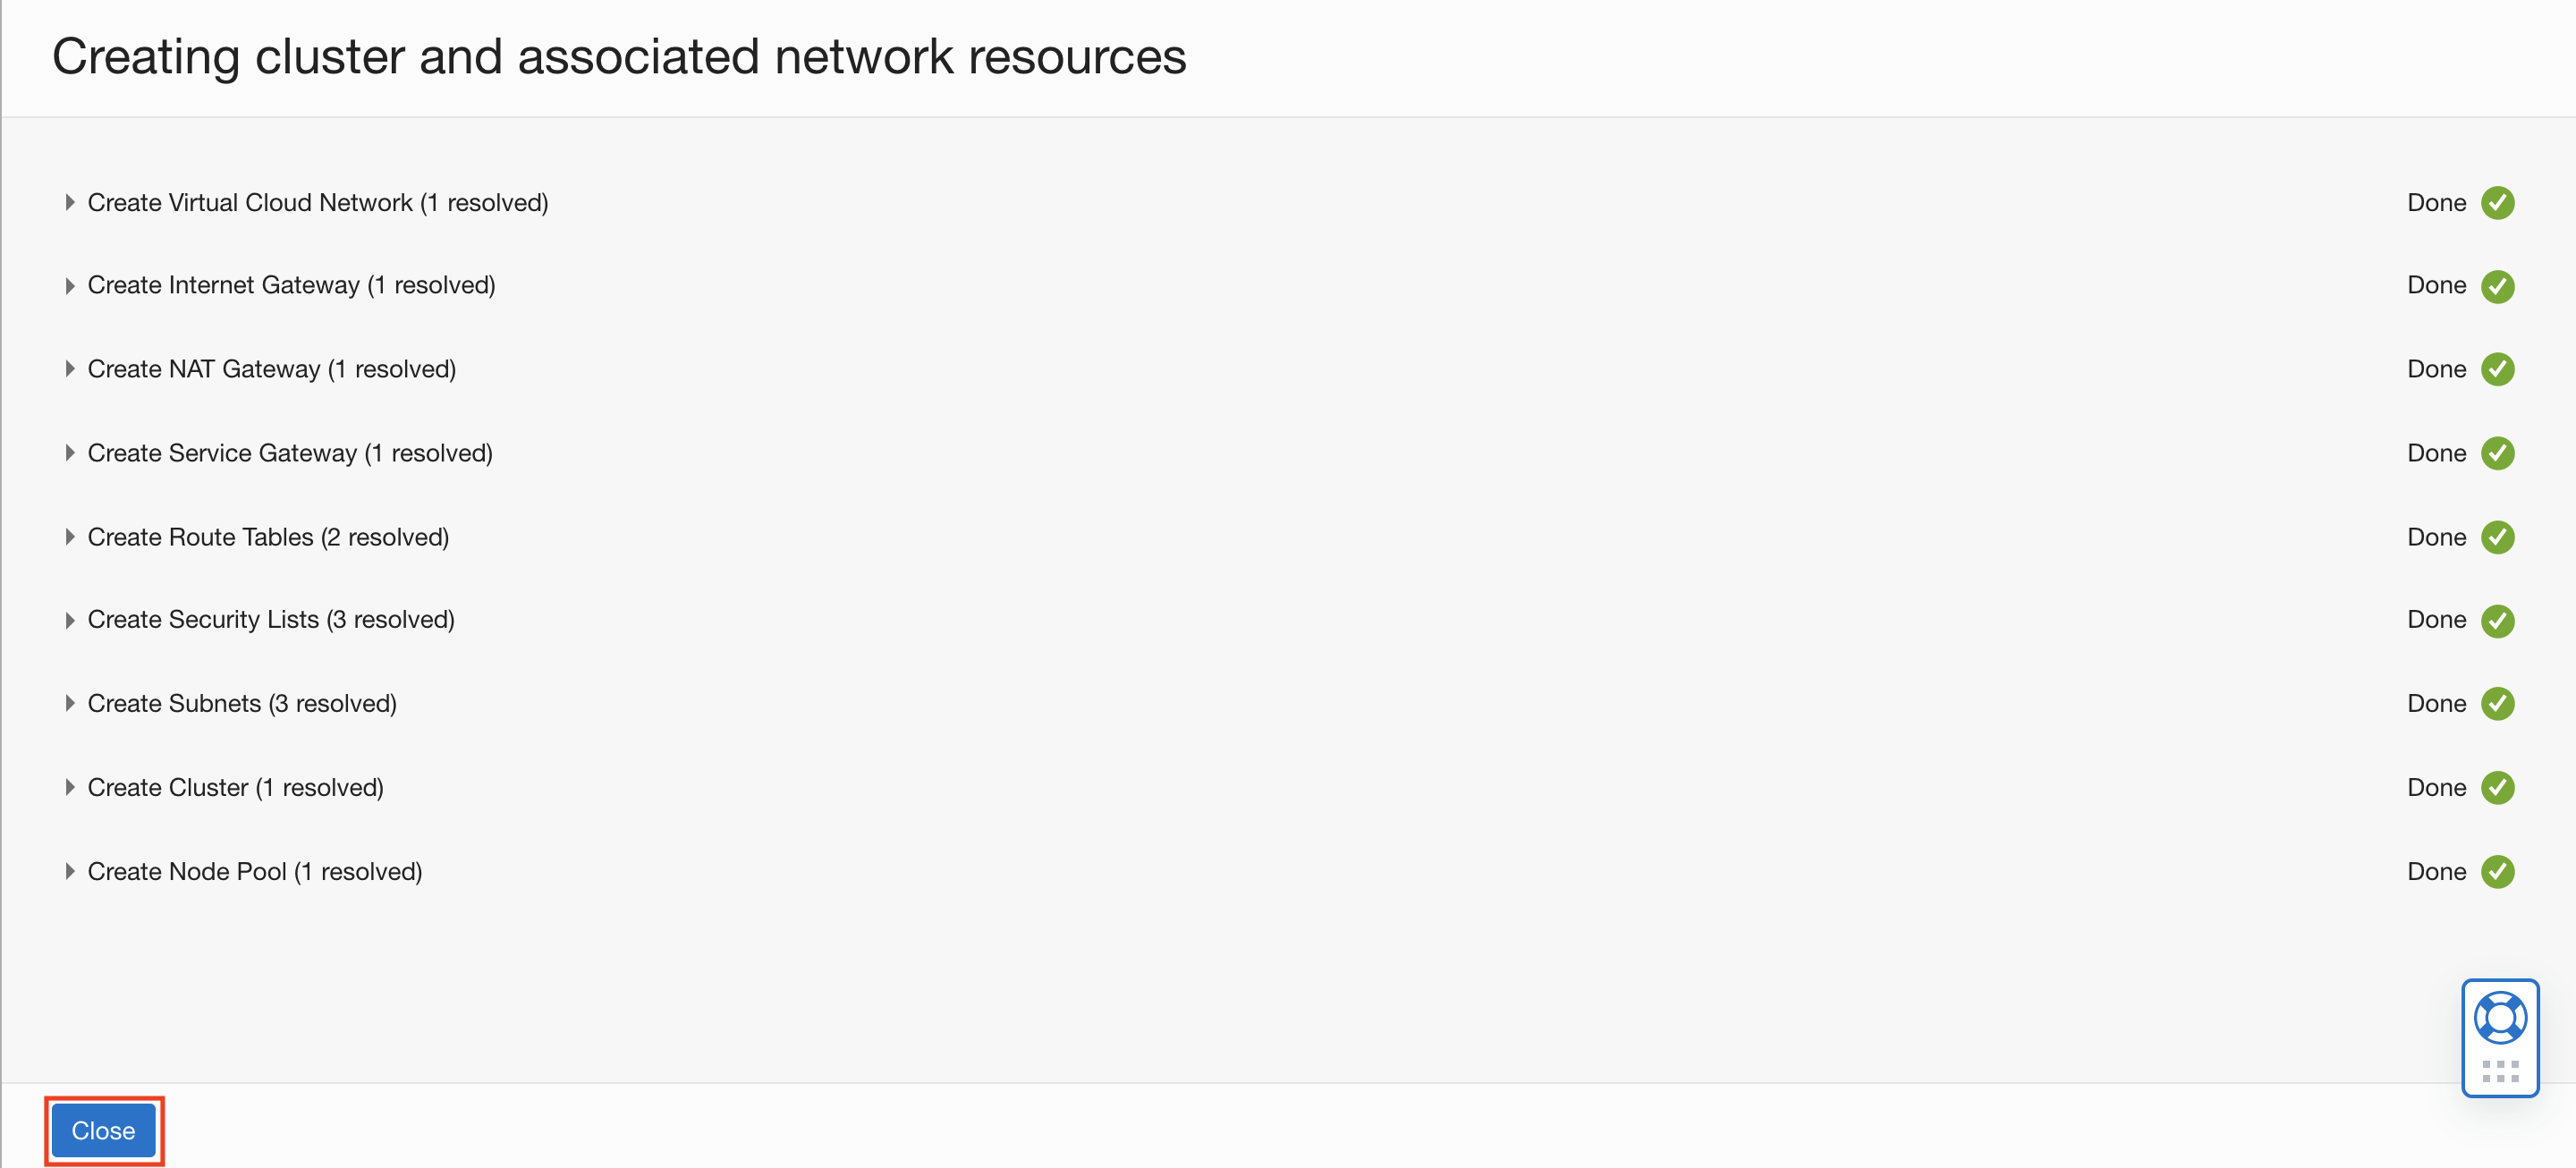 Creating cluster and associated network resources
Create Virtual Cloud Network (1 resolved) Done
Create Internet Gateway (1 resolved) Done
Create NAT Gateway (1 resolved) Done
Create Service Gateway (1 resolved) Done
Create Route Tables (2 resolved) Done
Create Security Lists (3 resolved) Done
Create Subnets (3 resolved) Done
Create Cluster (1 resolved) Done
Create Node Pool (1 resolved) Done
Close